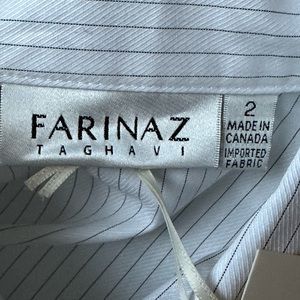 FARINAZ
TAGHAVI
2
MADE IN
CANADA
IMPORTED
FABRIC